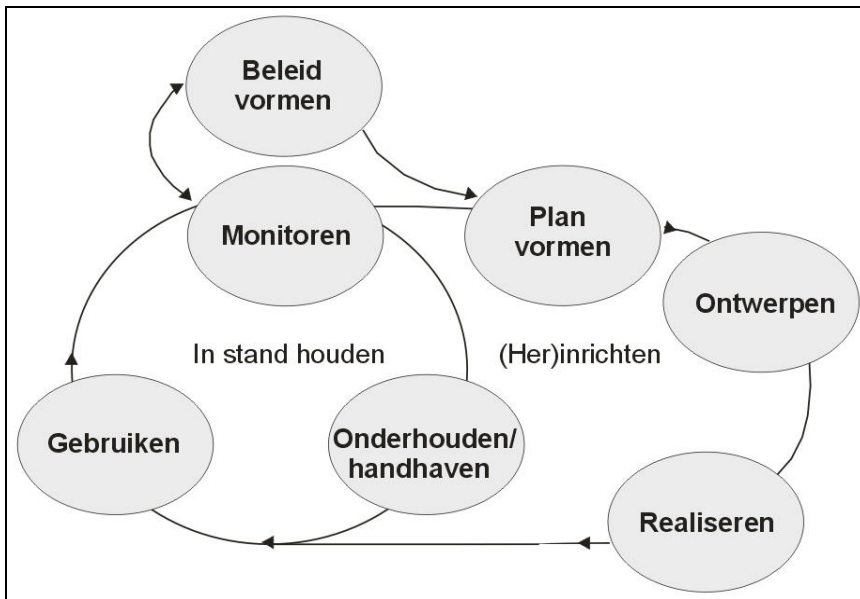 Beleid
vormen
Monitoren
Plan
vormen
Ontwerpen
In stand houden
(Her)inrichten
Gebruiken
Onderhouden/
handhaven
Realiseren